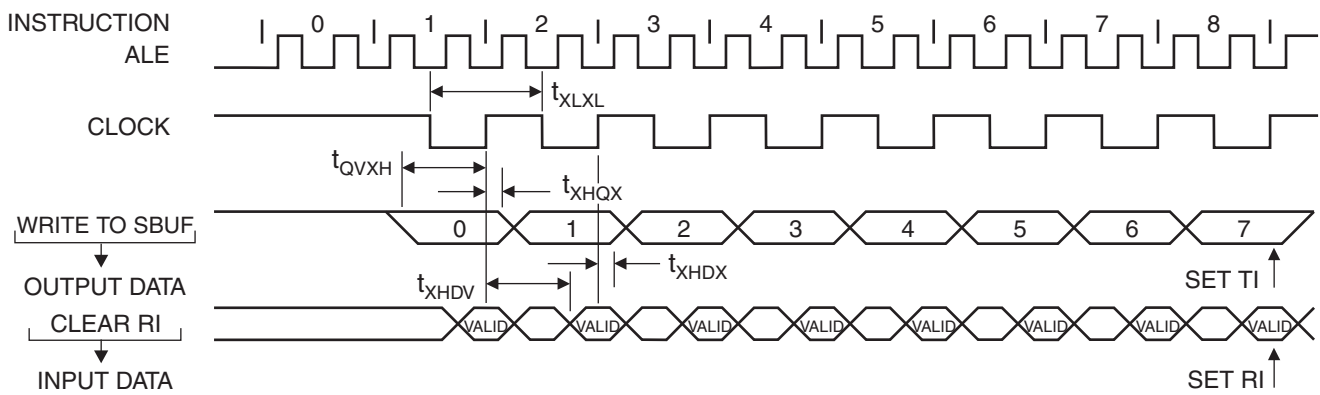 INSTRUCTION
0 1 2 3 4 5 6 7 8
ALE
tXLXL
CLOCK
tQVXH
tXHQX
WRITE TO SBUF
0 1 2 3 4 5 6 7
tXHDV
tXHDX
SET TI
OUTPUT DATA
CLEAR RI
VALID VALID VALID VALID VALID VALID VALID VALID
INPUT DATA
SET RI